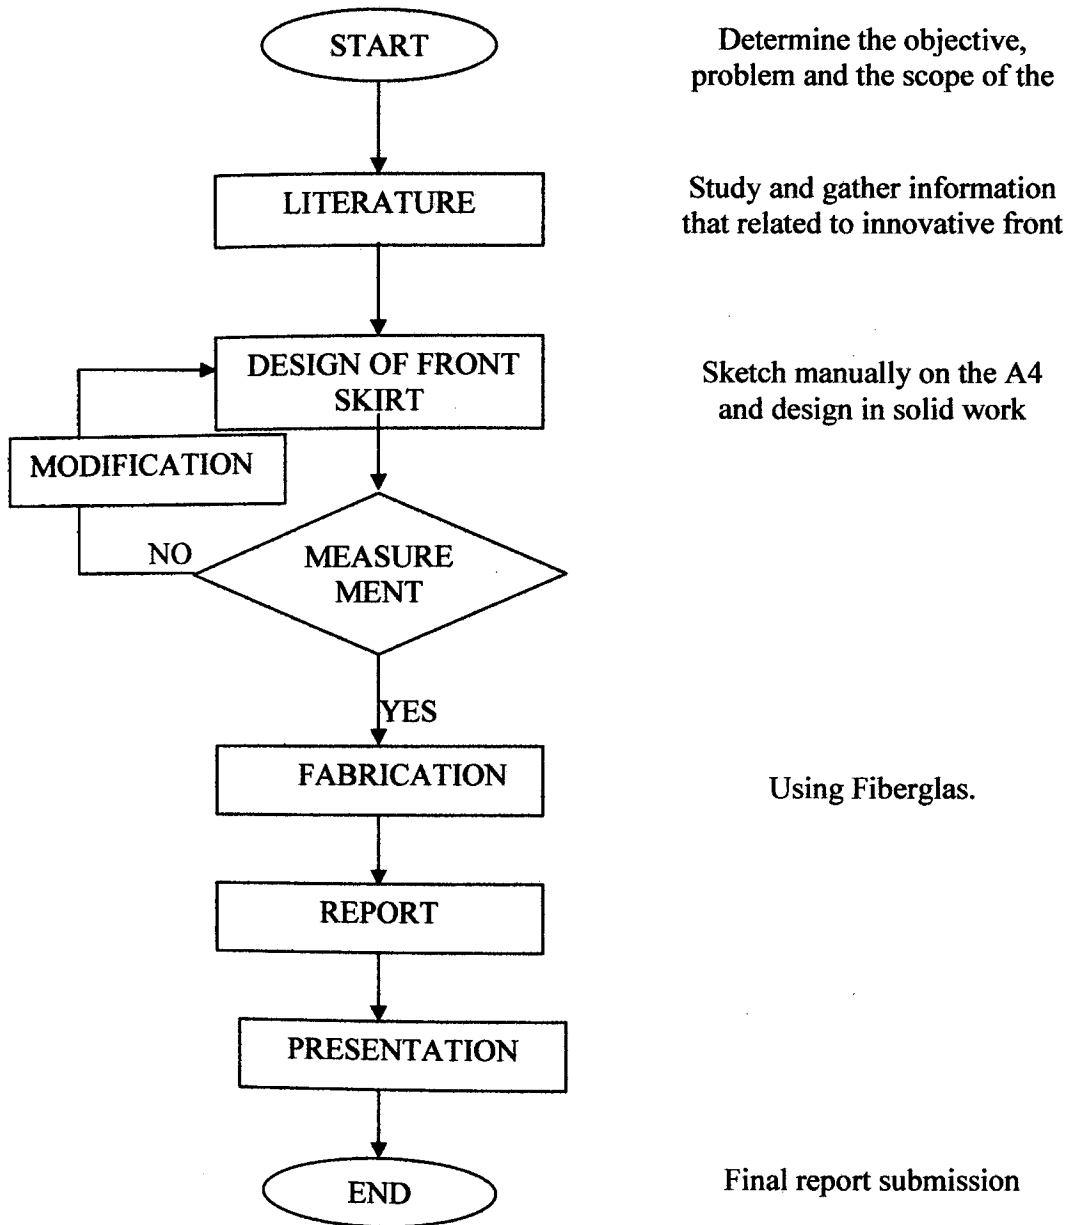 START
Determine the objective,
problem and the scope of the
LITERATURE
Study and gather information
that related to innovative front
DESIGN OF FRONT
SKIRT
Sketch manually on the A4
and design in solid work
MODIFICATION
NO
MEASURE
MENT
YES
FABRICATION
Using Fiberglas.
REPORT
PRESENTATION
END
Final report submission